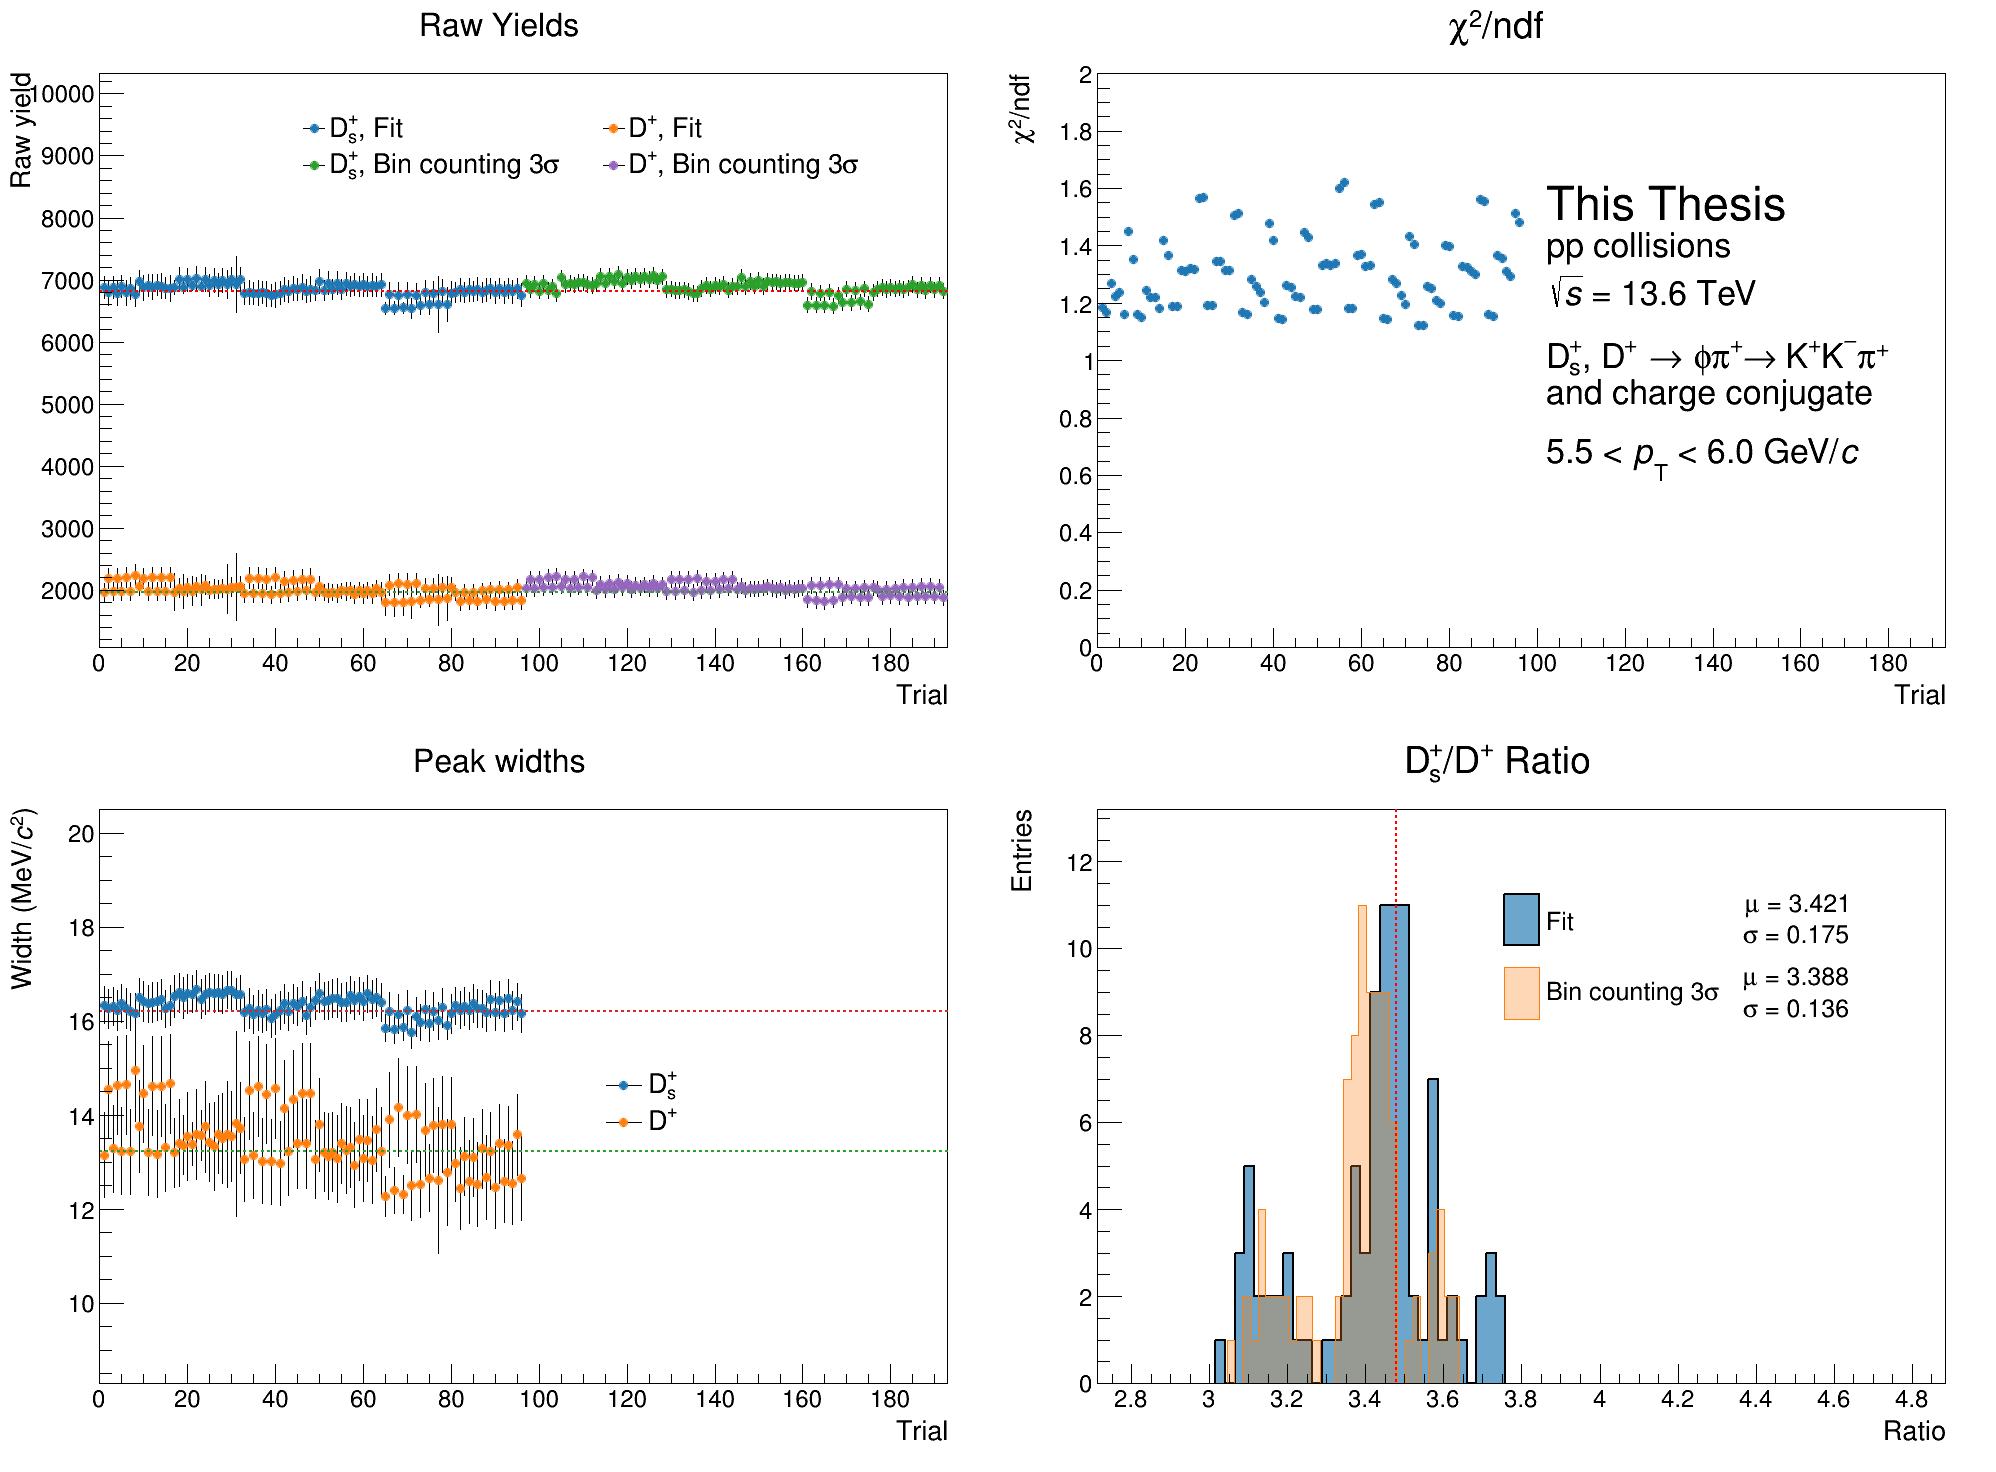 Raw Yields
Raw yield
10000
9000
8000
7000
6000
5000
4000
3000
2000
D⁺ₛ, Fit
D⁺, Fit
D⁺ₛ, Bin counting 3σ
D⁺, Bin counting 3σ
0 20 40 60 80 100 120 140 160 180
Trial
χ²/ndf
χ²/ndf
2
1.8
1.6
1.4
1.2
1
0.8
0.6
0.4
0.2
0
This Thesis
pp collisions
√s = 13.6 TeV
D⁺ₛ, D⁺ → ϕπ⁺→ K⁺K⁻π⁺
and charge conjugate
5.5 < p_T < 6.0 GeV/c
0 20 40 60 80 100 120 140 160 180
Trial
Peak widths
Width (MeV/c²)
20
18
16
14
12
10
D⁺ₛ
D⁺
0 20 40 60 80 100 120 140 160 180
Trial
D⁺ₛ/D⁺ Ratio
Entries
12
10
8
6
4
2
0
Fit
μ = 3.421
σ = 0.175
Bin counting 3σ
μ = 3.388
σ = 0.136
2.8 3 3.2 3.4 3.6 3.8 4 4.2 4.4 4.6 4.8
Ratio